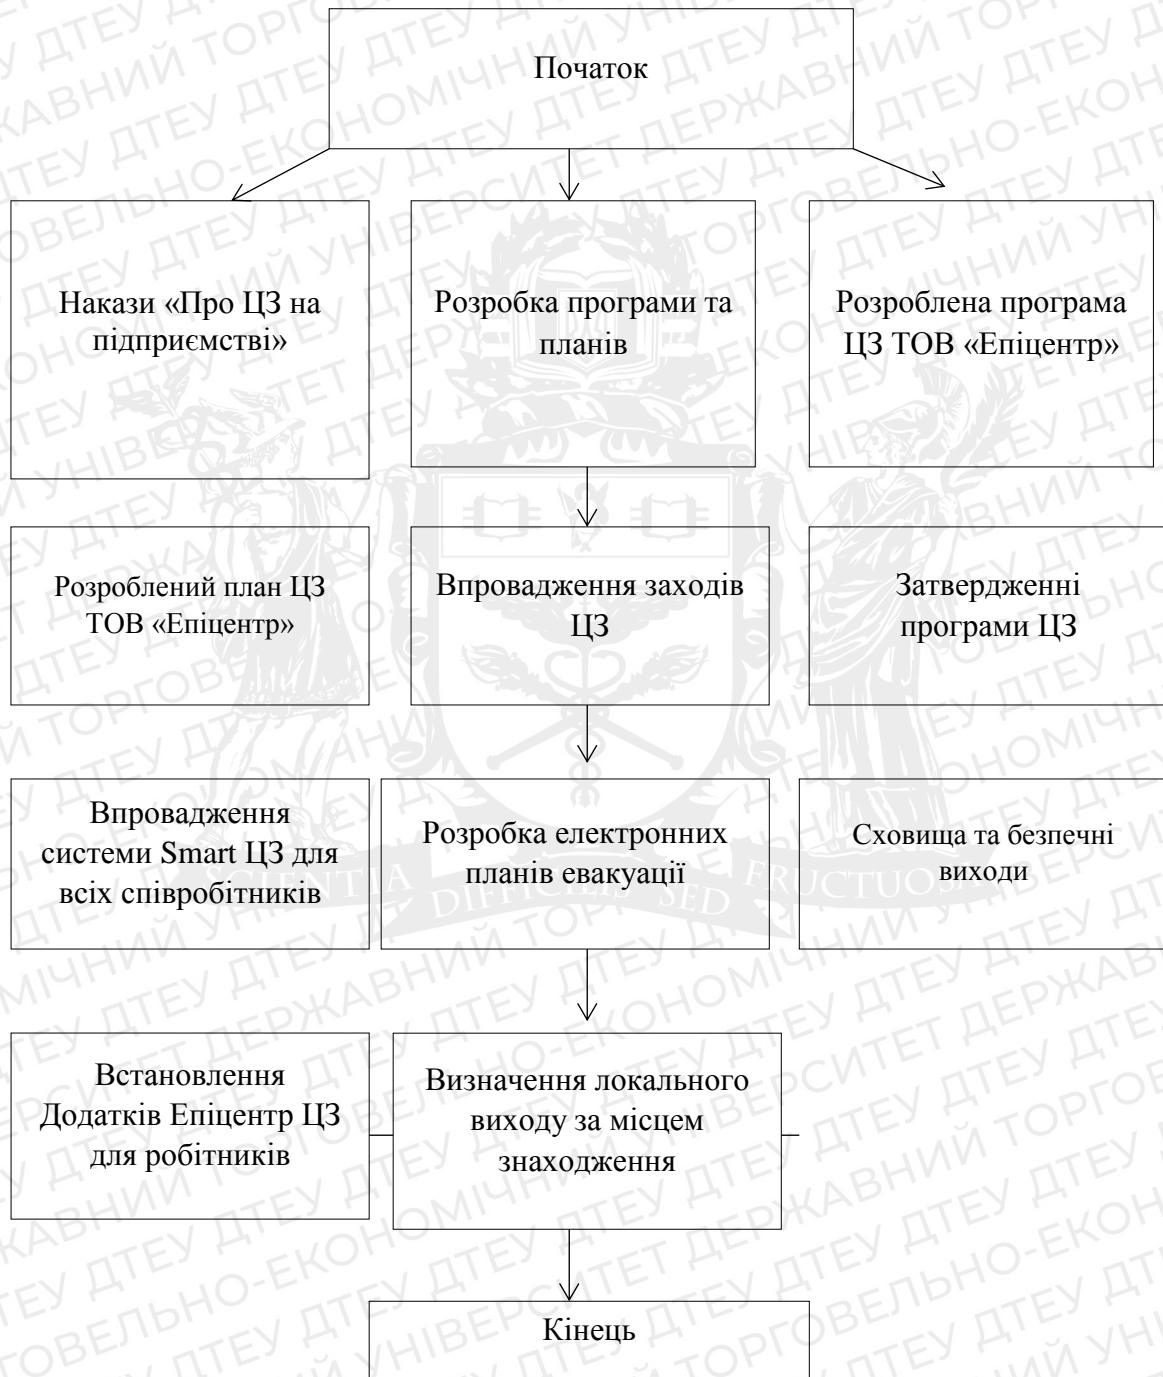 Початок
Накази «Про ЦЗ на
підприємстві»
Розробка програми та
планів
Розроблена програма
ЦЗ ТОВ «Епіцентр»
Розроблений план ЦЗ
ТОВ «Епіцентр»
Впровадження заходів
ЦЗ
Затвердженні
програми ЦЗ
Впровадження
системи Smart ЦЗ для
всіх співробітників
Розробка електронних
планів евакуації
Сховища та безпечні
виходи
Встановлення
Додатків Епіцентр ЦЗ
для робітників
Визначення локального
виходу за місцем
знаходження
Кінець